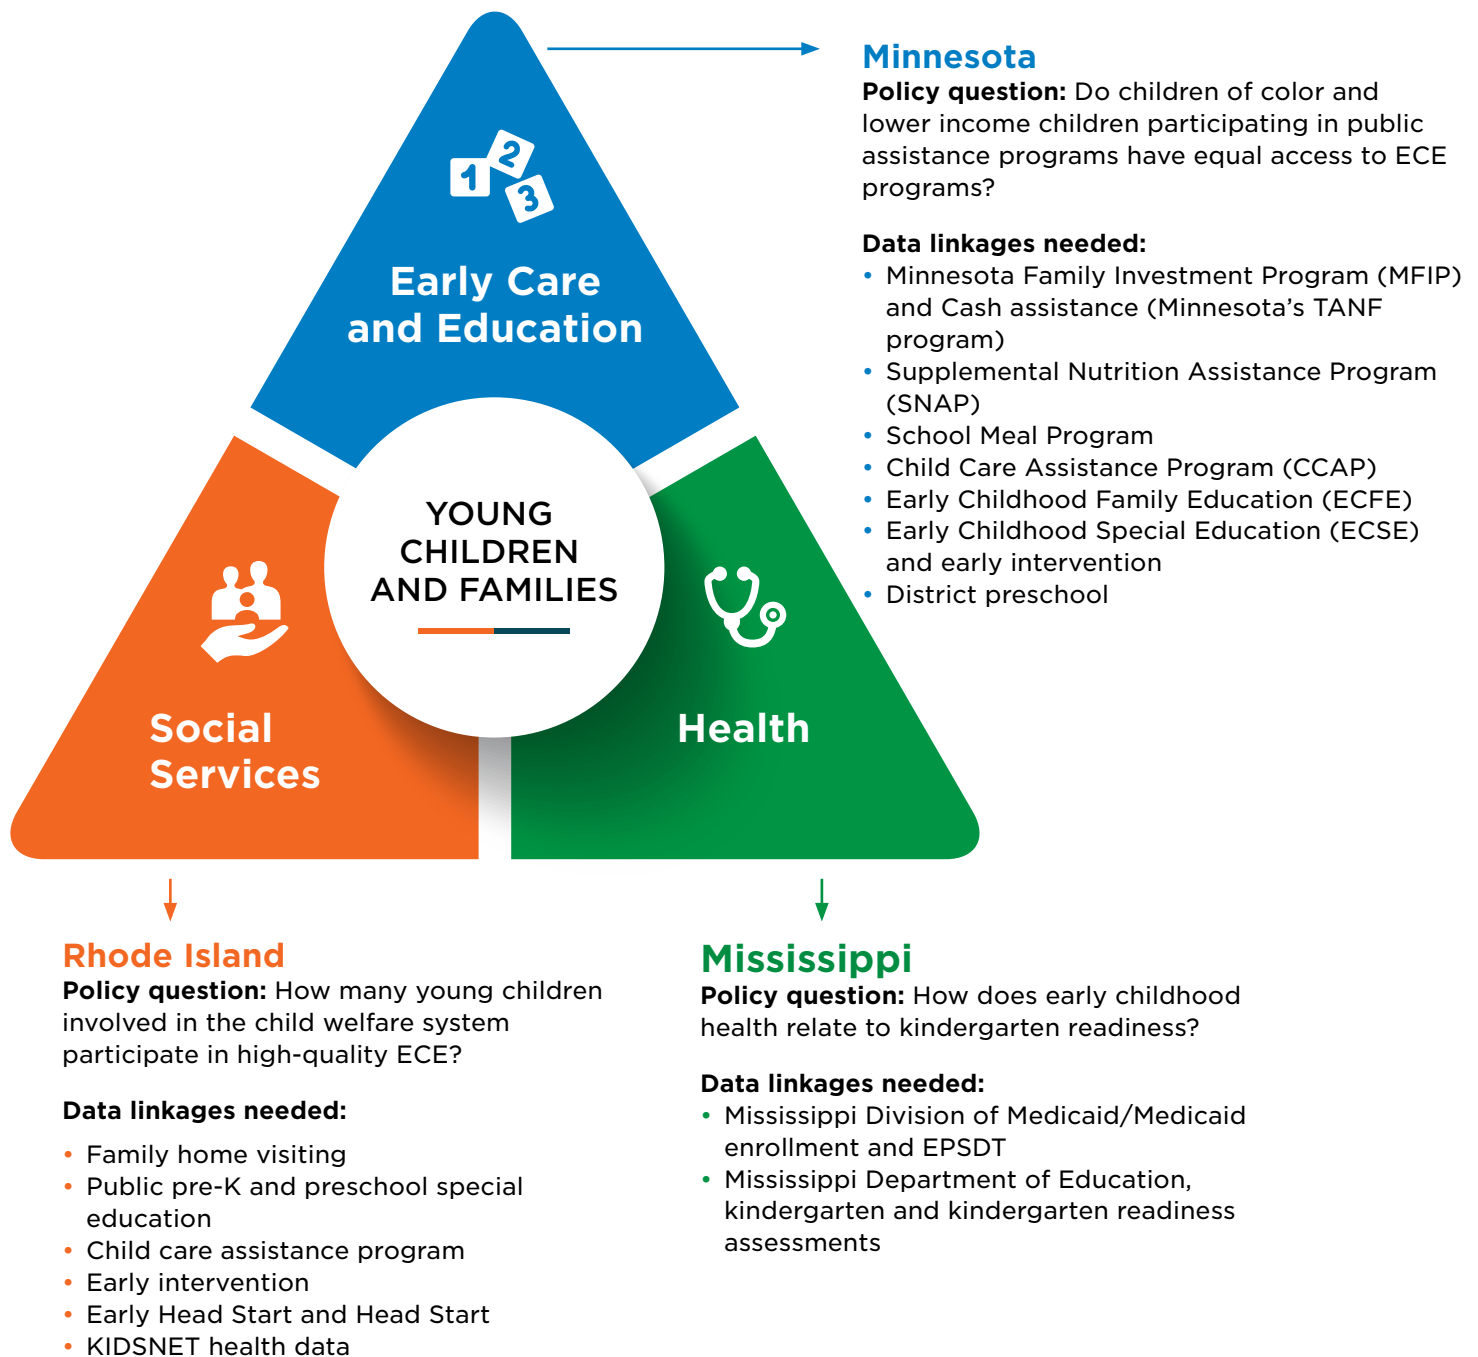 1
2
3
Early Care
and Education
YOUNG
CHILDREN
AND FAMILIES
Social
Services
Health
Minnesota
Policy question: Do children of color and
lower income children participating in public
assistance programs have equal access to ECE
programs?
Data linkages needed:
• Minnesota Family Investment Program (MFIP)
and Cash assistance (Minnesota’s TANF
program)
• Supplemental Nutrition Assistance Program
(SNAP)
• School Meal Program
• Child Care Assistance Program (CCAP)
• Early Childhood Family Education (ECFE)
• Early Childhood Special Education (ECSE)
and early intervention
• District preschool
Rhode Island
Policy question: How many young children
involved in the child welfare system
participate in high-quality ECE?
Data linkages needed:
• Family home visiting
• Public pre-K and preschool special
education
• Child care assistance program
• Early intervention
• Early Head Start and Head Start
• KIDSNET health data
Mississippi
Policy question: How does early childhood
health relate to kindergarten readiness?
Data linkages needed:
• Mississippi Division of Medicaid/Medicaid
enrollment and EPSDT
• Mississippi Department of Education,
kindergarten and kindergarten readiness
assessments